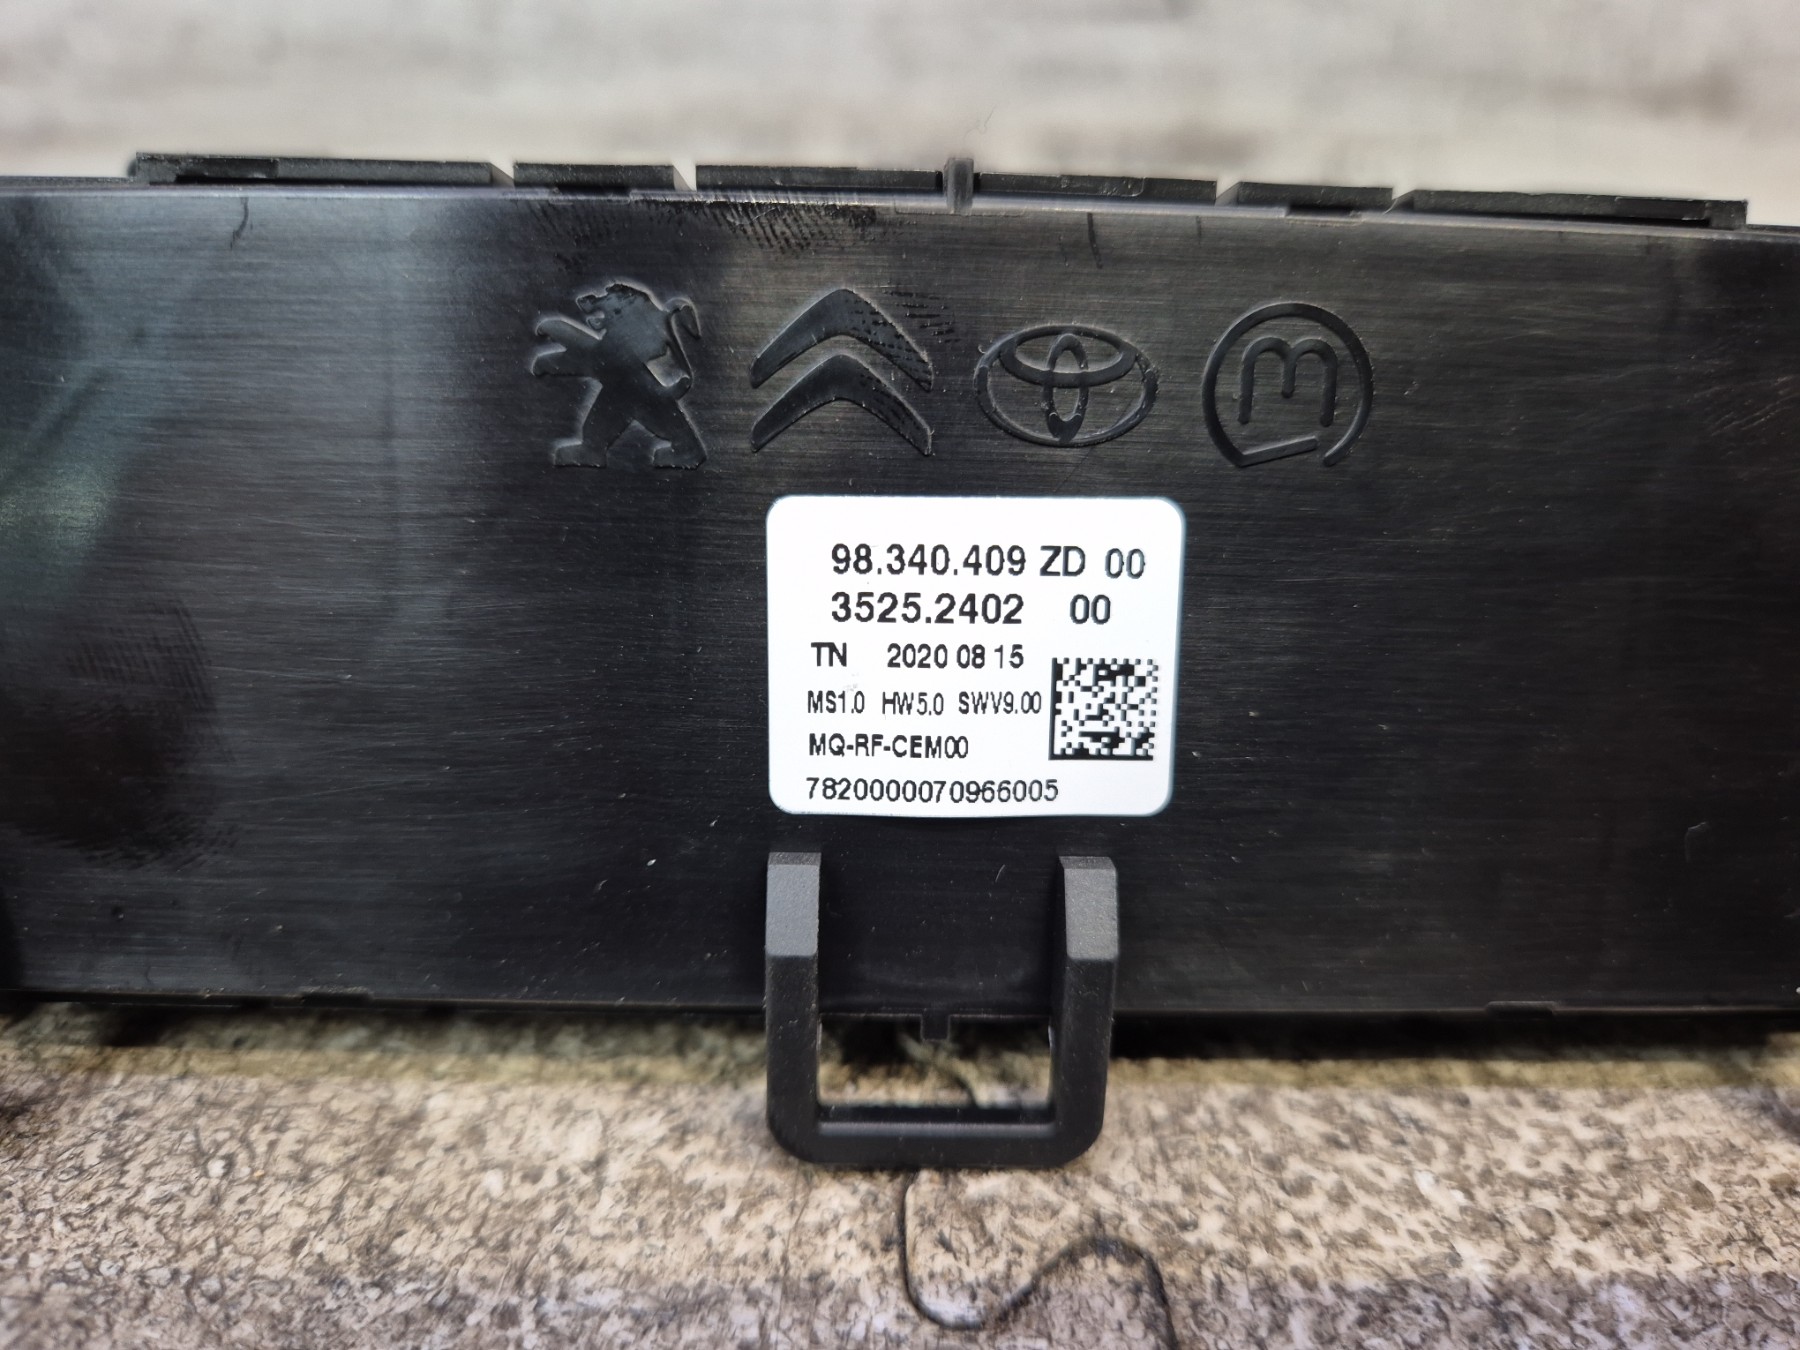 98.340.409 ZD 00
3525.2402 00
TN 2020 08 15
MS1.0 HW5.0 SWV9.00
MQ-RF-CEM00
7820000070966005